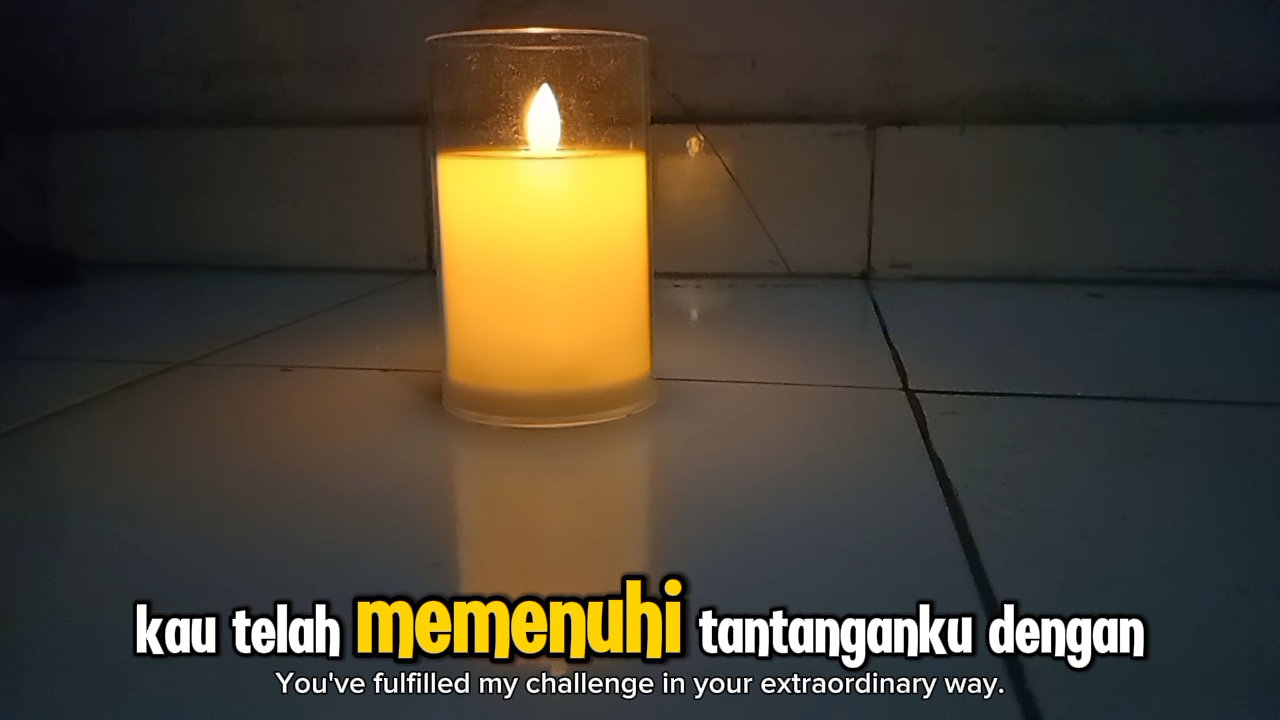 kau telah memenuhi tantanganku dengan
You've fulfilled my challenge in your extraordinary way.